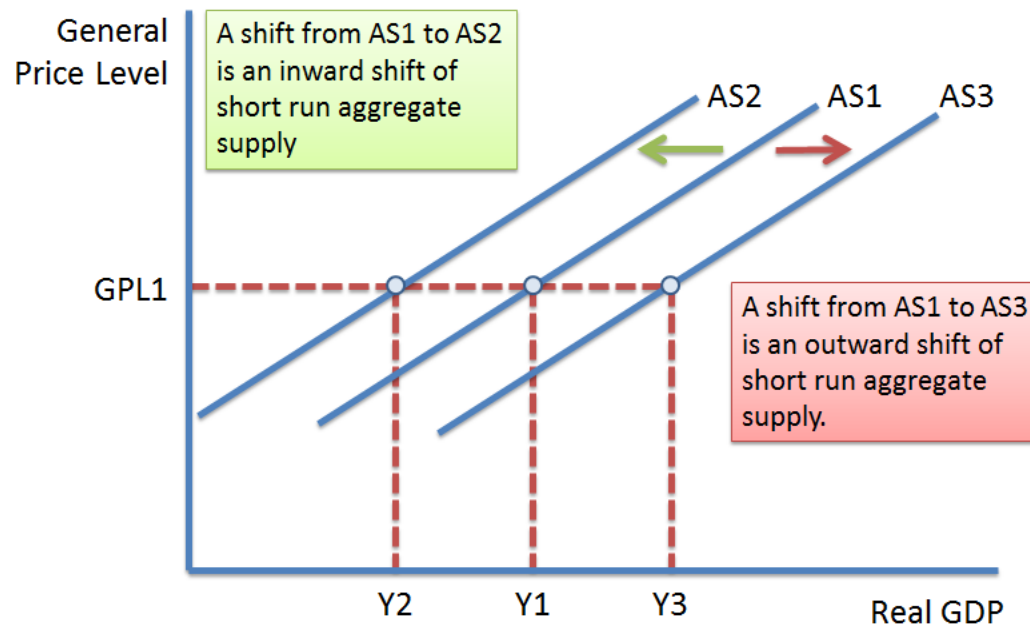 General
Price Level
A shift from AS1 to AS2
is an inward shift of
short run aggregate
supply
AS2
AS1
AS3
GPL1
A shift from AS1 to AS3
is an outward shift of
short run aggregate
supply.
Y2
Y1
Y3
Real GDP